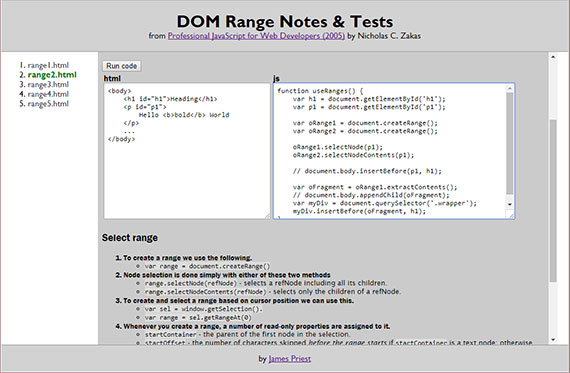 DOM Range Notes & Tests
from Professional JavaScript for Web Developers (2005) by Nicholas C. Zakas
1. range1.html
2. range2.html
3. range3.html
4. range4.html
5. range5.html
Run code
html
<body>
<h1 id="h1">Heading</h1>
<p id="p1">
Hello <b>bold</b> World
</p>
...
</body>
js
function useRanges() {
var h1 = document.getElementById('h1');
var p1 = document.getElementById('p1');
var oRange1 = document.createRange();
var oRange2 = document.createRange();
oRange1.selectNode(p1);
oRange2.selectNodeContents(p1);
// document.body.insertBefore(p1, h1);
var oFragment = oRange1.extractContents();
// document.body.appendChild(oFragment);
var myDiv = document.querySelector('.wrapper');
myDiv.insertBefore(oFragment, h1);
Select range
1. To create a range we use the following.
var range = document.createRange()
2. Node selection is done simply with either of these two methods
range.selectNode(refNode) - selects a refNode including all its children.
range.selectNodeContents(refNode) - selects only the children of a refNode.
3. To create and select a range based on cursor position we can use this.
var sel = window.getSelection().
var range = sel.getRangeAt(0)
4. Whenever you create a range, a number of read-only properties are assigned to it.
startContainer - the parent of the first node in the selection.
startOffset - the number of characters skipped before the range starts if startContainer is a text node; otherwise
by James Priest